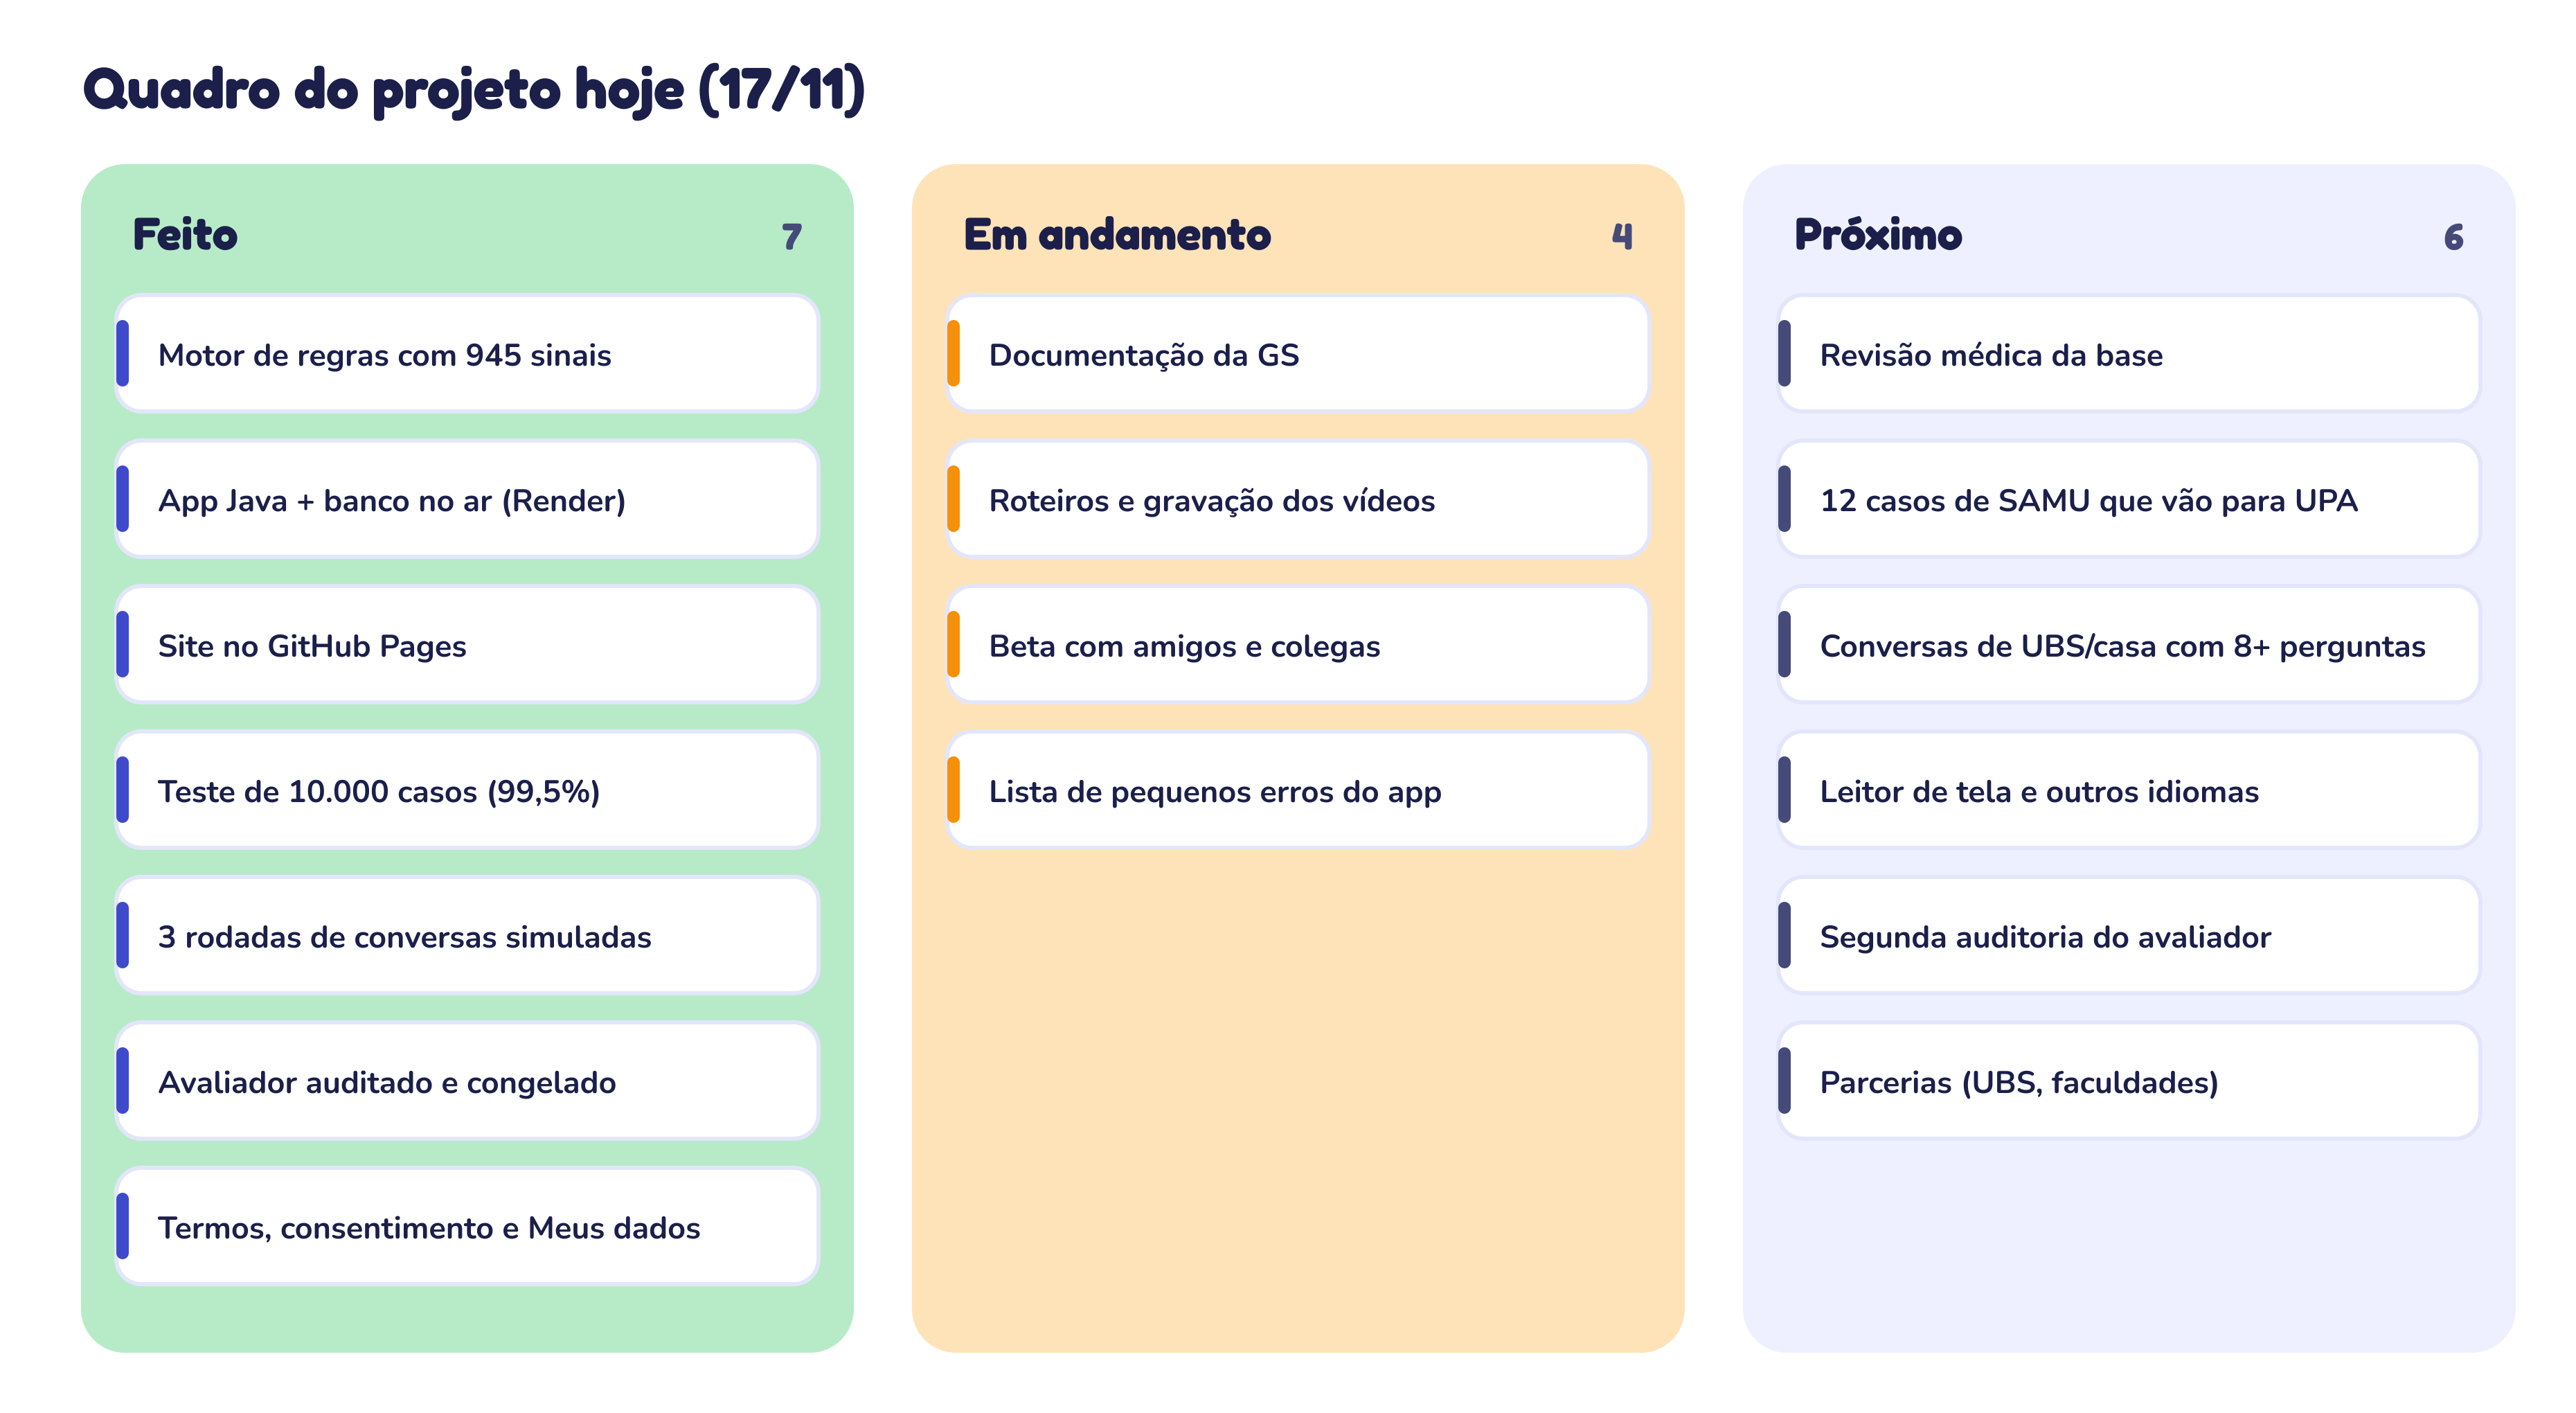 Quadro do projeto hoje (17/11)
Feito 7
Motor de regras com 945 sinais
App Java + banco no ar (Render)
Site no GitHub Pages
Teste de 10.000 casos (99,5%)
3 rodadas de conversas simuladas
Avaliador auditado e congelado
Termos, consentimento e Meus dados
Em andamento 4
Documentação da GS
Roteiros e gravação dos vídeos
Beta com amigos e colegas
Lista de pequenos erros do app
Próximo 6
Revisão médica da base
12 casos de SAMU que vão para UPA
Conversas de UBS/casa com 8+ perguntas
Leitor de tela e outros idiomas
Segunda auditoria do avaliador
Parcerias (UBS, faculdades)